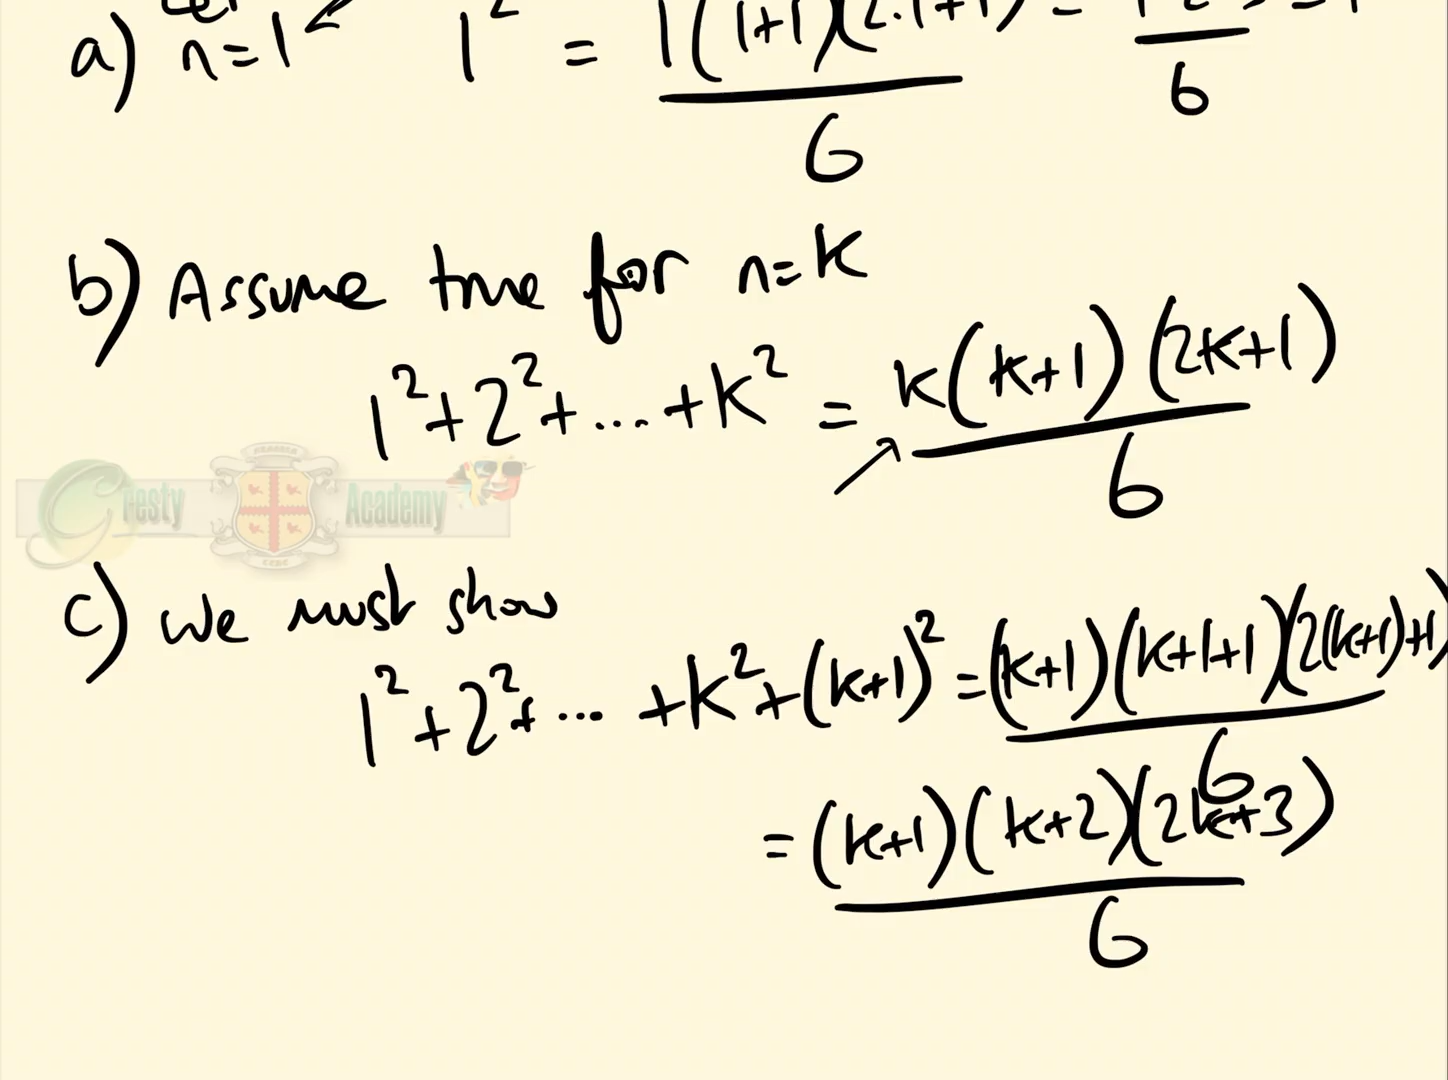 a) n=1 1² = 1(1+1)(2.1+1) =
6
6
b) Assume true for n=k
1²+2²+...+k² = k(k+1)(2k+1)
6
Cresty Academy
c) we must show
1²+2²+... +k²+(k+1)² = (k+1)(k+1+1)(2(k+1)+1)
6
= (k+1)(k+2)(2k+3)
6